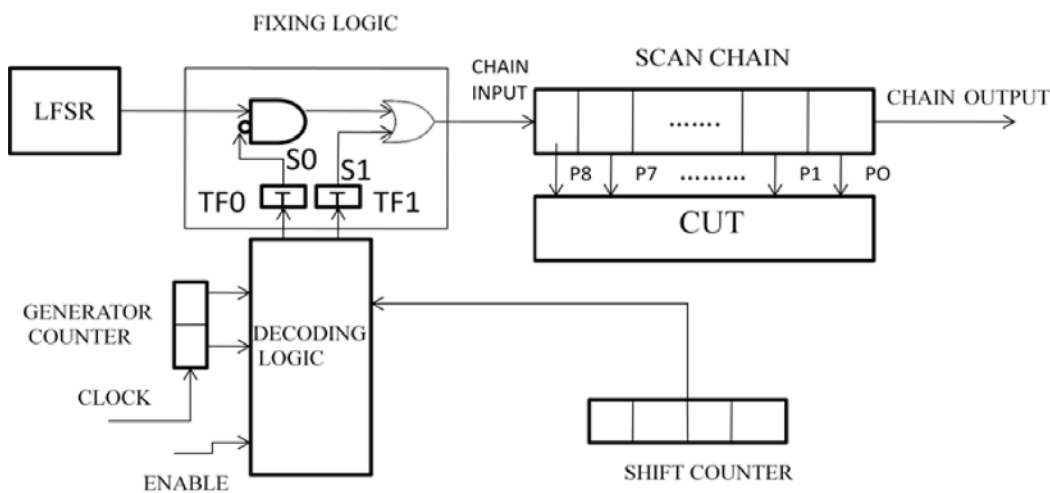 FIXING LOGIC
LFSR
S0
S1
TF0
T
T
TF1
CHAIN
INPUT
SCAN CHAIN
.......
CHAIN OUTPUT
P8
P7
.........
P1
PO
CUT
GENERATOR
COUNTER
DECODING
LOGIC
CLOCK
ENABLE
SHIFT COUNTER